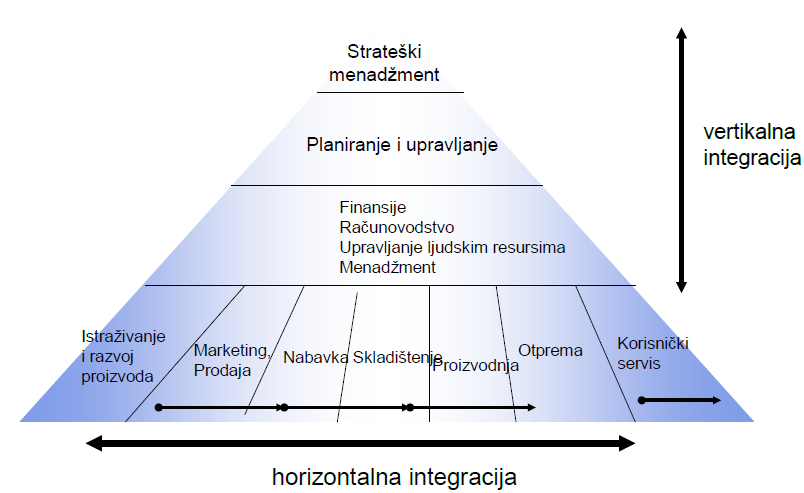 Strateški
menadžment
Planiranje i upravljanje
vertikalna
integracija
Finansije
Računovodstvo
Upravljanje ljudskim resursima
Menadžment
Istraživanje
i razvoj
proizvoda
Marketing,
Prodaja
Nabavka
Skladištenje
Proizvodnja
Otprema
Korisnički
servis
horizontalna integracija